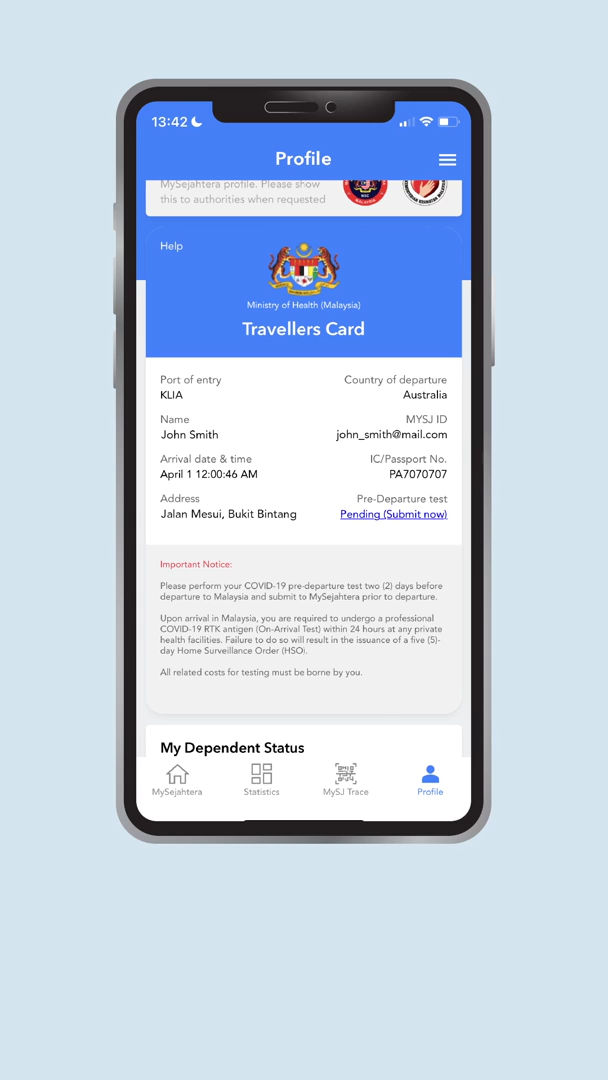 13:42
Profile
MySejahtera profile. Please show
this to authorities when requested
MALAYSIA
Help
Ministry of Health (Malaysia)
Travellers Card
Port of entry
Country of departure
KLIA
Australia
Name
MYSJ ID
John Smith
john_smith@mail.com
Arrival date & time
IC/Passport No.
April 1 12:00:46 AM
PA7070707
Address
Pre-Departure test
Jalan Mesui, Bukit Bintang
Pending (Submit now)
Important Notice:
Please perform your COVID-19 pre-departure test two (2) days before
departure to Malaysia and submit to MySejahtera prior to departure.
Upon arrival in Malaysia, you are required to undergo a professional
COVID-19 RTK antigen (On-Arrival Test) within 24 hours at any private
health facilities. Failure to do so will result in the issuance of a five (5)-
day Home Surveillance Order (HSO).
All related costs for testing must be borne by you.
My Dependent Status
MySejahtera
Statistics
MySJ Trace
Profile